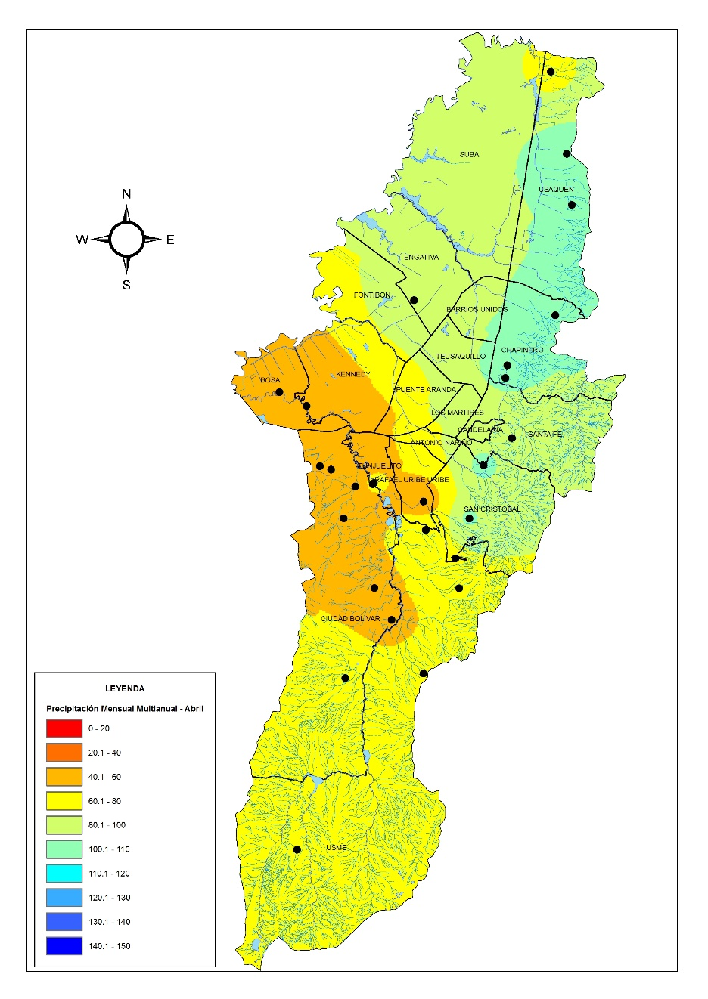 N
W
E
S
SUBA
USAQUEN
ENGATIVA
FONTIBON
BARRIOS UNIDOS
CHAPINERO
TEUSAQUILLO
KENNEDY
BOSA
PUENTE ARANDA
LOS MARTIRES
CANDELARIA
SANTA FE
ANTONIO NARIÑO
TUNJUELITO
RAFAEL URIBE URIBE
SAN CRISTOBAL
CIUDAD BOLIVAR
USME
LEYENDA
Precipitación Mensual Multianual - Abril
0 - 20
20.1 - 40
40.1 - 60
60.1 - 80
80.1 - 100
100.1 - 110
110.1 - 120
120.1 - 130
130.1 - 140
140.1 - 150